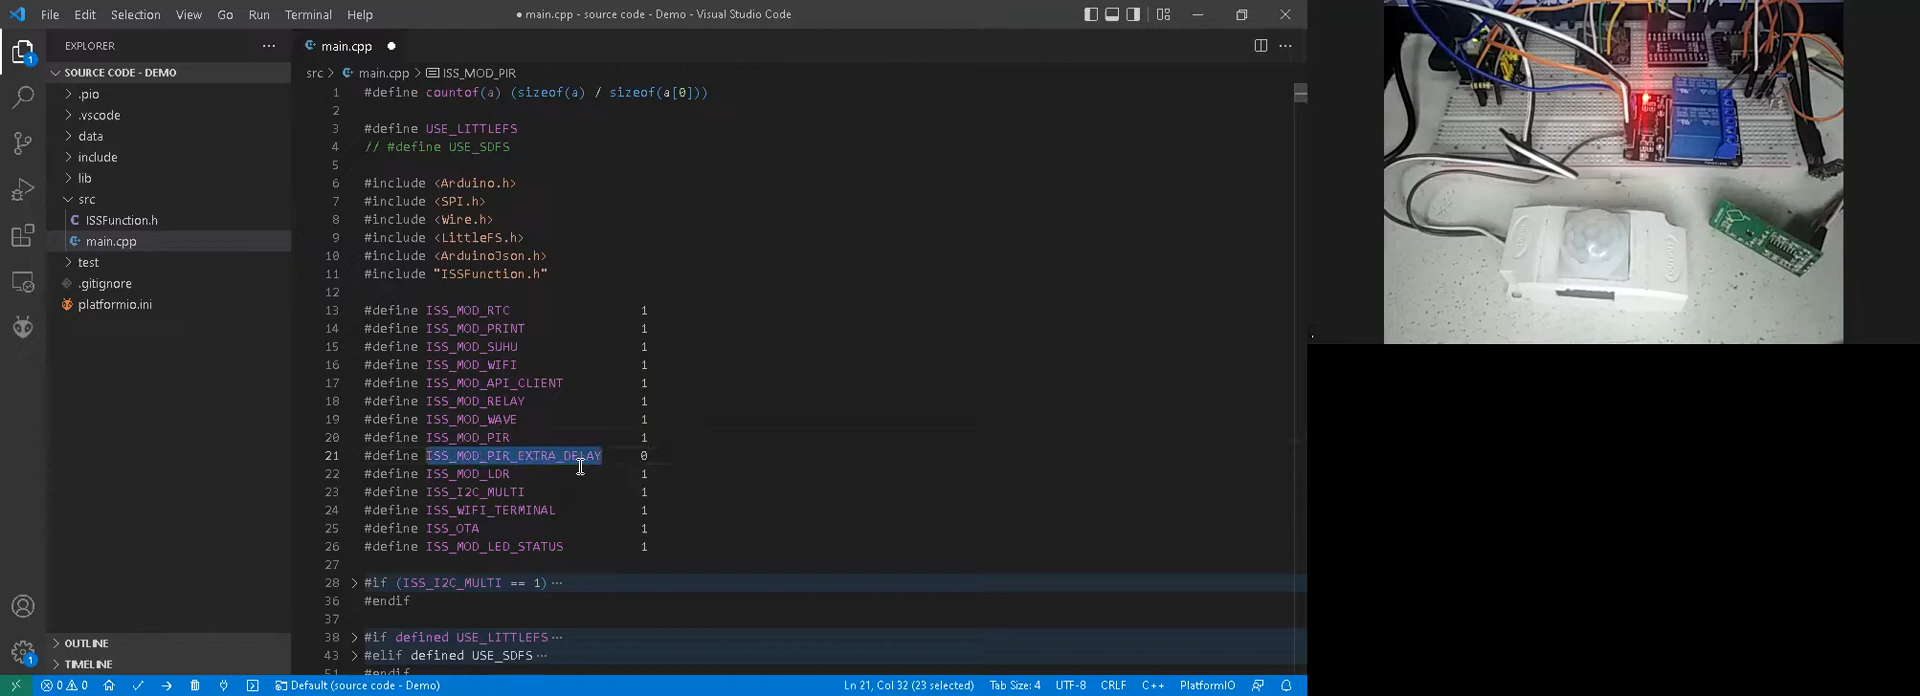 File Edit Selection View Go Run Terminal Help
● main.cpp - source code - Demo - Visual Studio Code
EXPLORER
main.cpp
SOURCE CODE - DEMO
.pio
.vscode
data
include
lib
src
ISSFunction.h
main.cpp
test
.gitignore
platformio.ini
OUTLINE
TIMELINE
1
1
src > main.cpp > ISS_MOD_PIR
1 #define countof(a) (sizeof(a) / sizeof(a[0]))
2
3 #define USE_LITTLEFS
4 // #define USE_SDFS
5
6 #include <Arduino.h>
7 #include <SPI.h>
8 #include <Wire.h>
9 #include <LittleFS.h>
10 #include <ArduinoJson.h>
11 #include "ISSFunction.h"
12
13 #define ISS_MOD_RTC 1
14 #define ISS_MOD_PRINT 1
15 #define ISS_MOD_SUHU 1
16 #define ISS_MOD_WIFI 1
17 #define ISS_MOD_API_CLIENT 1
18 #define ISS_MOD_RELAY 1
19 #define ISS_MOD_WAVE 1
20 #define ISS_MOD_PIR 1
21 #define ISS_MOD_PIR_EXTRA_DELAY 0
22 #define ISS_MOD_LDR 1
23 #define ISS_I2C_MULTI 1
24 #define ISS_WIFI_TERMINAL 1
25 #define ISS_OTA 1
26 #define ISS_MOD_LED_STATUS 1
27
28 #if (ISS_I2C_MULTI == 1) ...
36 #endif
37
38 #if defined USE_LITTLEFS ...
43 #elif defined USE_SDFS ...
51 #endif
0 0 Default (source code - Demo) Ln 21, Col 32 (23 selected) Tab Size: 4 UTF-8 CRLF C++ PlatformIO